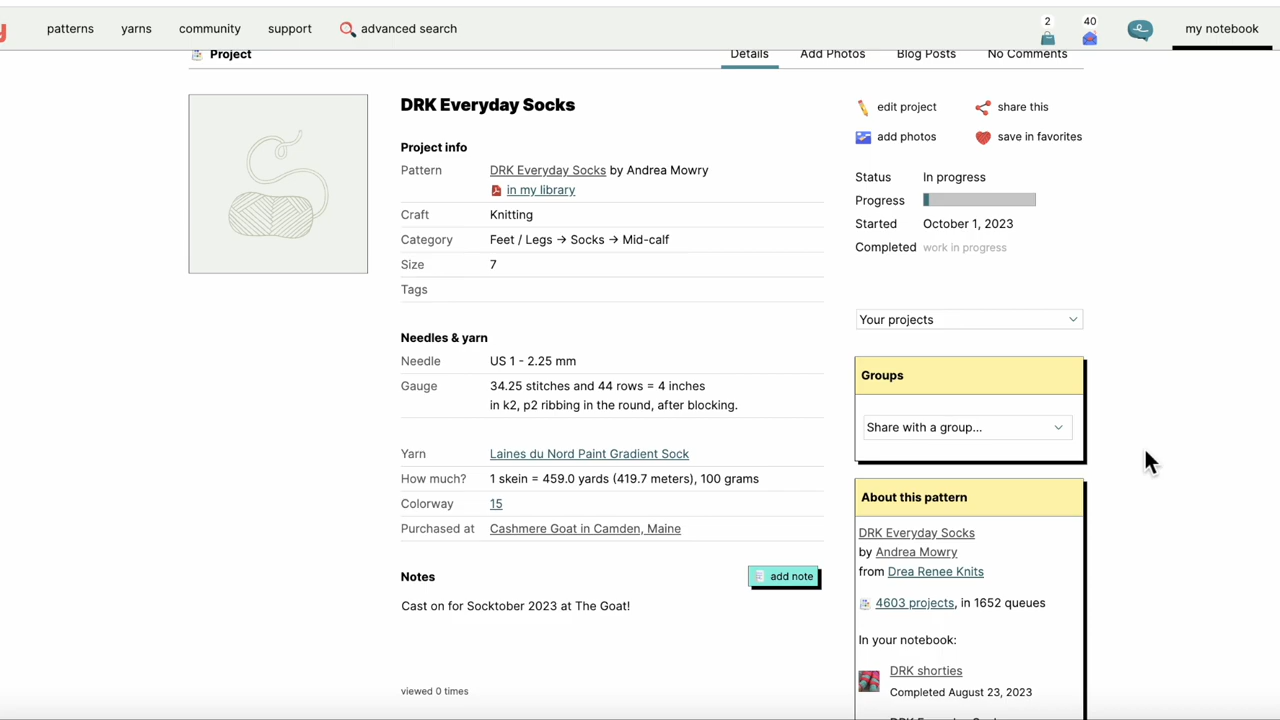 patterns yarns community support advanced search 2 40 my notebook
Project Details Add Photos Blog Posts No Comments
DRK Everyday Socks
Project info
Pattern DRK Everyday Socks by Andrea Mowry
in my library
Craft Knitting
Category Feet / Legs → Socks → Mid-calf
Size 7
Tags
Needles & yarn
Needle US 1 - 2.25 mm
Gauge 34.25 stitches and 44 rows = 4 inches
in k2, p2 ribbing in the round, after blocking.
Yarn Laines du Nord Paint Gradient Sock
How much? 1 skein = 459.0 yards (419.7 meters), 100 grams
Colorway 15
Purchased at Cashmere Goat in Camden, Maine
Notes add note
Cast on for Socktober 2023 at The Goat!
viewed 0 times
edit project share this
add photos save in favorites
Status In progress
Progress
Started October 1, 2023
Completed work in progress
Your projects
Groups
Share with a group...
About this pattern
DRK Everyday Socks
by Andrea Mowry
from Drea Renee Knits
4603 projects, in 1652 queues
In your notebook:
DRK shorties
Completed August 23, 2023